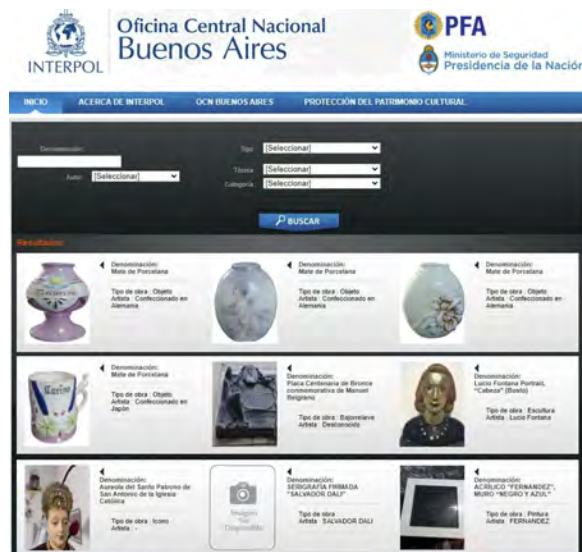 INTERPOL
Oficina Central Nacional
Buenos Aires
PFA
Ministerio de Seguridad
Presidencia de la Nación
INICIO
ACERCA DE INTERPOL
OCN BUENOS AIRES
PROTECCIÓN DEL PATRIMONIO CULTURAL
Denominación:
Autor: [Seleccionar]
Tipo [Seleccionar]
Técnica [Seleccionar]
Categoría [Seleccionar]
BUSCAR
Resultados:
Denominación:
Mate de Porcelana
Tipo de obra : Objeto
Artista : Confeccionado en
Alemania
Denominación:
Mate de Porcelana
Tipo de obra : Objeto
Artista : Confeccionado en
Alemania
Denominación:
Mate de Porcelana
Tipo de obra : Objeto
Artista : Confeccionado en
Alemania
Denominación:
Mate de Porcelana
Tipo de obra : Objeto
Artista : Confeccionado en
Japón
Denominación:
Placa Centenaria de Bronce
conmemorativa de Manuel
Belgrano
Tipo de obra : Bajorrelieve
Artista : Desconocido
Denominación:
Lucio Fontana Portrait,
"Cabeza" (Busto)
Tipo de obra : Escultura
Artista : Lucio Fontana
Denominación:
Aureola del Santo Patrono de
San Antonio de la Iglesia
Católica
Tipo de obra : Icono
Artista : -
Imagen
No
Disponible
Denominación:
SERIGRAFÍA FIRMADA
"SALVADOR DALI"
Tipo de obra
Artista : SALVADOR DALI
Denominación:
ACRÍLICO "FERNANDEZ",
MURO "NEGRO Y AZUL"
Tipo de obra : Pintura
Artista : FERNANDEZ